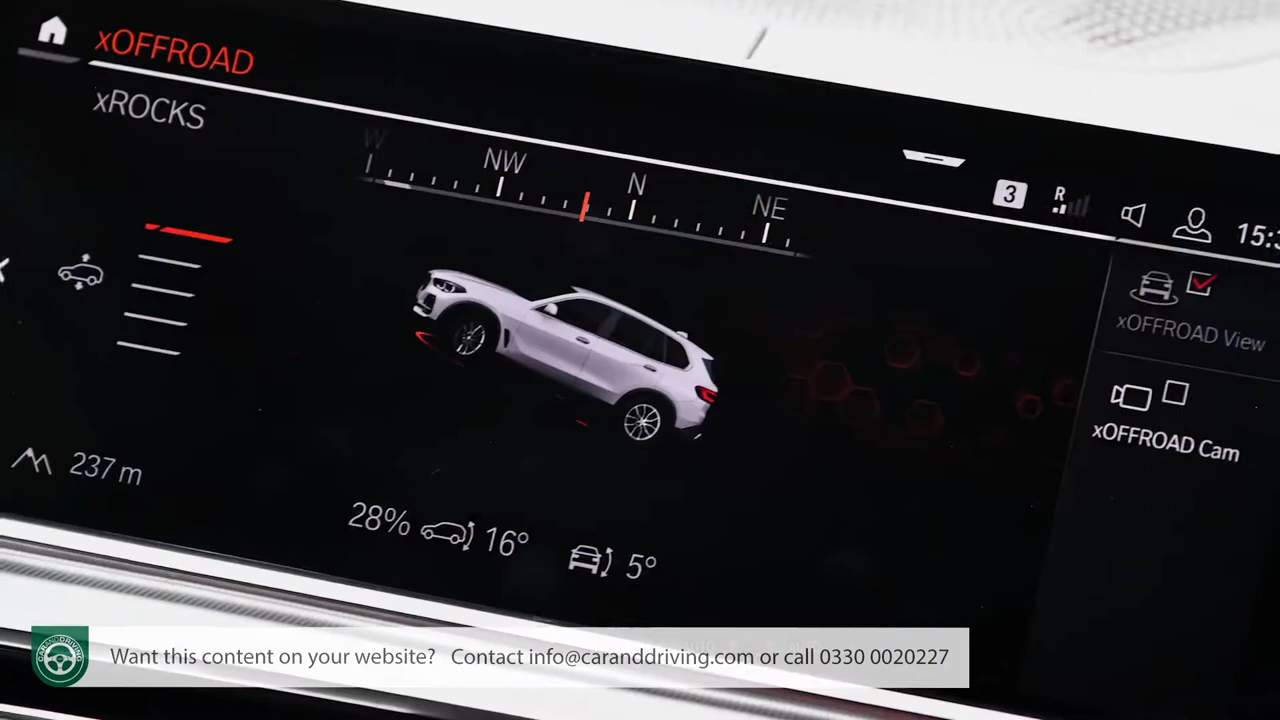 xOFFROAD
xROCKS
W
NW
N
NE
3
R
15:3
xOFFROAD View
xOFFROAD Cam
237 m
28% 16° 5°
CARANDDRIVING
Want this content on your website? Contact info@caranddriving.com or call 0330 0020227